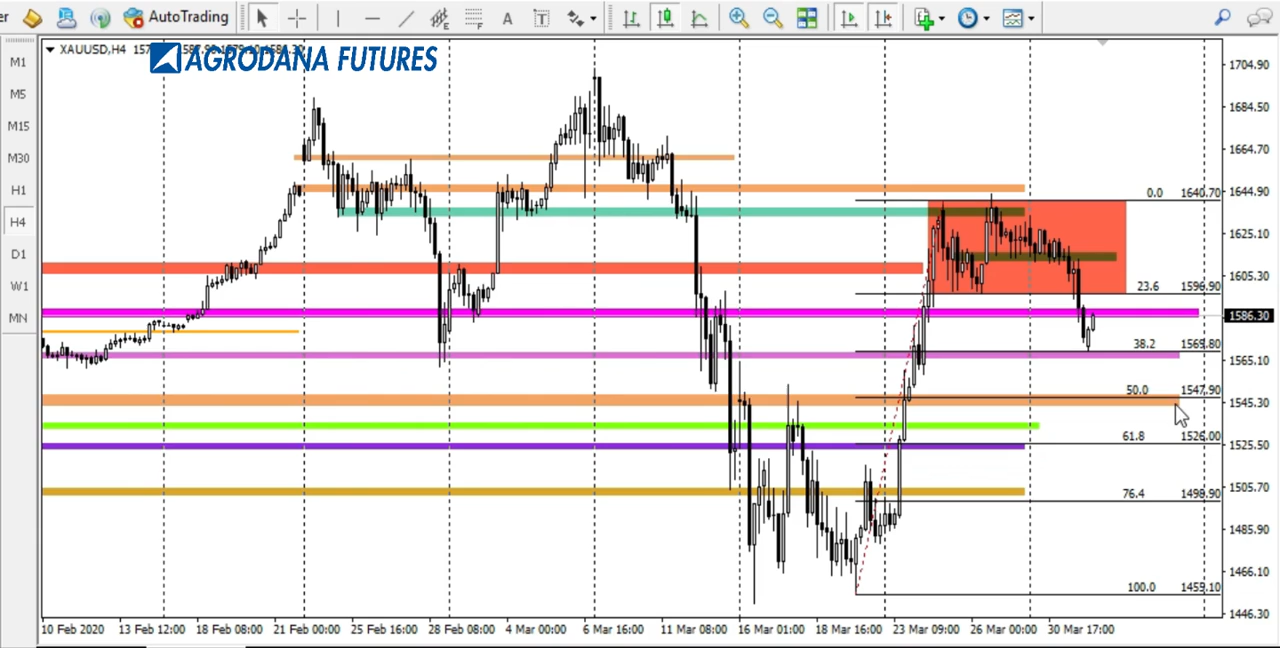 AutoTrading
E
F
A
T
M1
M5
M15
M30
H1
H4
D1
W1
MN
XAUUSD,H4
AGRODANA FUTURES
1704.90
1684.50
1664.70
1644.90
1625.10
1605.30
1586.30
1565.10
1545.30
1525.50
1505.70
1485.90
1466.10
1446.30
0.0 1640.70
23.6 1596.90
38.2 1569.80
50.0 1547.90
61.8 1526.00
76.4 1498.90
100.0 1455.10
10 Feb 2020 13 Feb 12:00 18 Feb 08:00 21 Feb 00:00 25 Feb 16:00 28 Feb 08:00 4 Mar 00:00 6 Mar 16:00 11 Mar 08:00 16 Mar 01:00 18 Mar 16:00 23 Mar 09:00 26 Mar 00:00 30 Mar 17:00